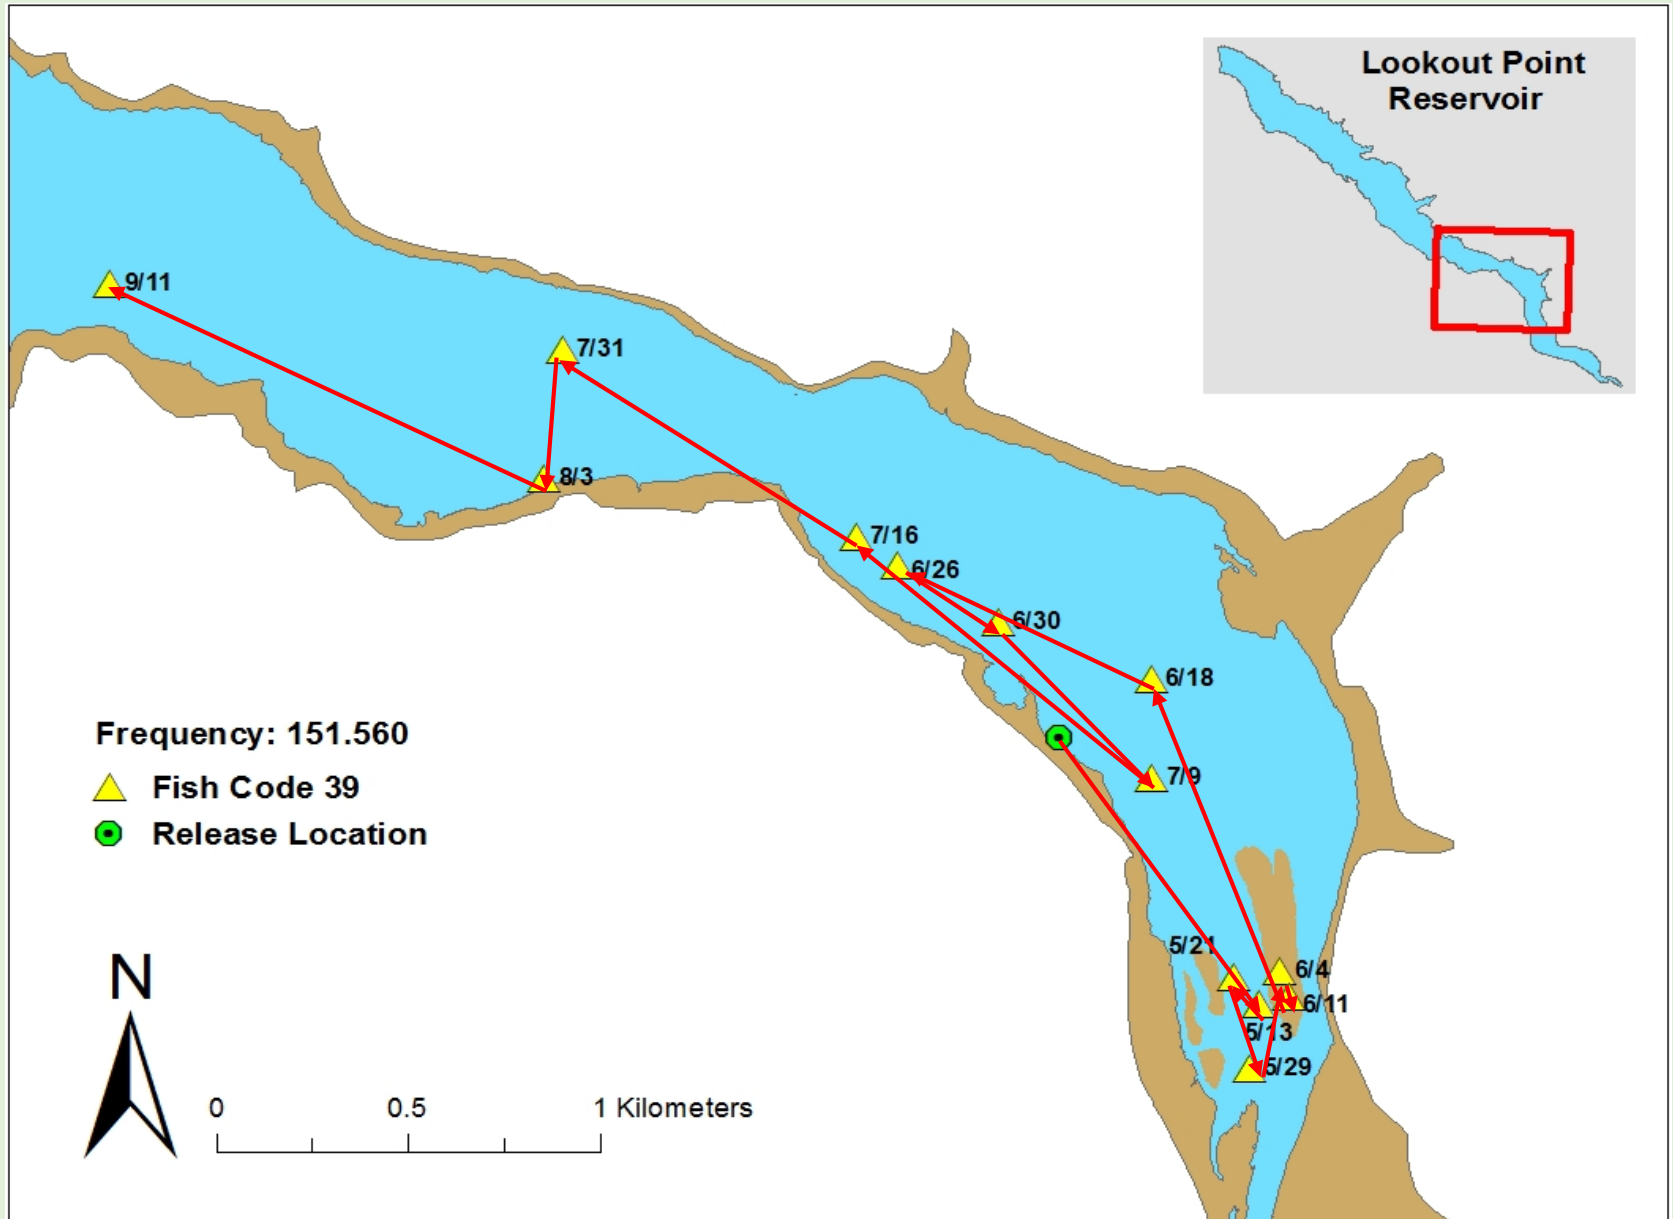 Lookout Point
Reservoir
9/11
7/31
8/3
7/16
6/26
6/30
6/18
7/9
Frequency: 151.560
Fish Code 39
Release Location
5/21
6/4
6/11
5/13
5/29
N
0 0.5 1 Kilometers